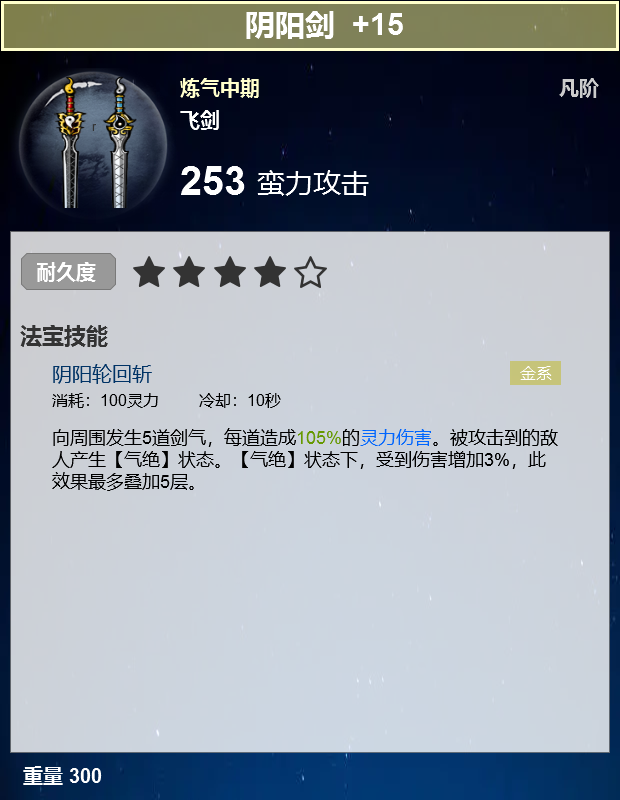 阴阳剑 +15
炼气中期 凡阶
飞剑
253 蛮力攻击
耐久度
法宝技能
阴阳轮回斩 金系
消耗：100灵力 冷却：10秒
向周围发生5道剑气，每道造成105%的灵力伤害。被攻击到的敌
人产生【气绝】状态。【气绝】状态下，受到伤害增加3%，此
效果最多叠加5层。
重量 300